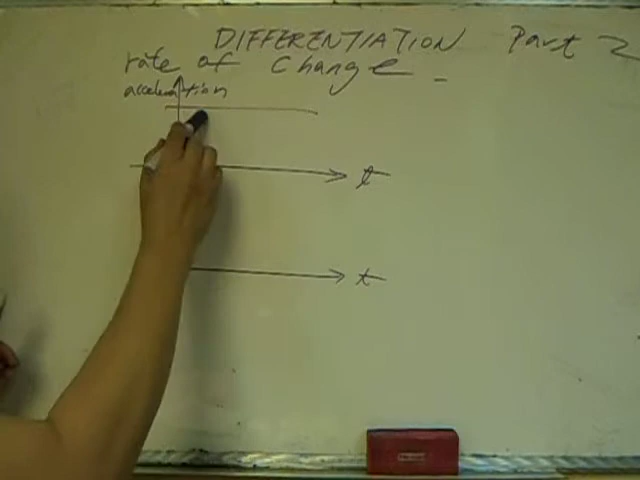 DIFFERENTIATION Part 2
rate of Change
acceleration
t
t